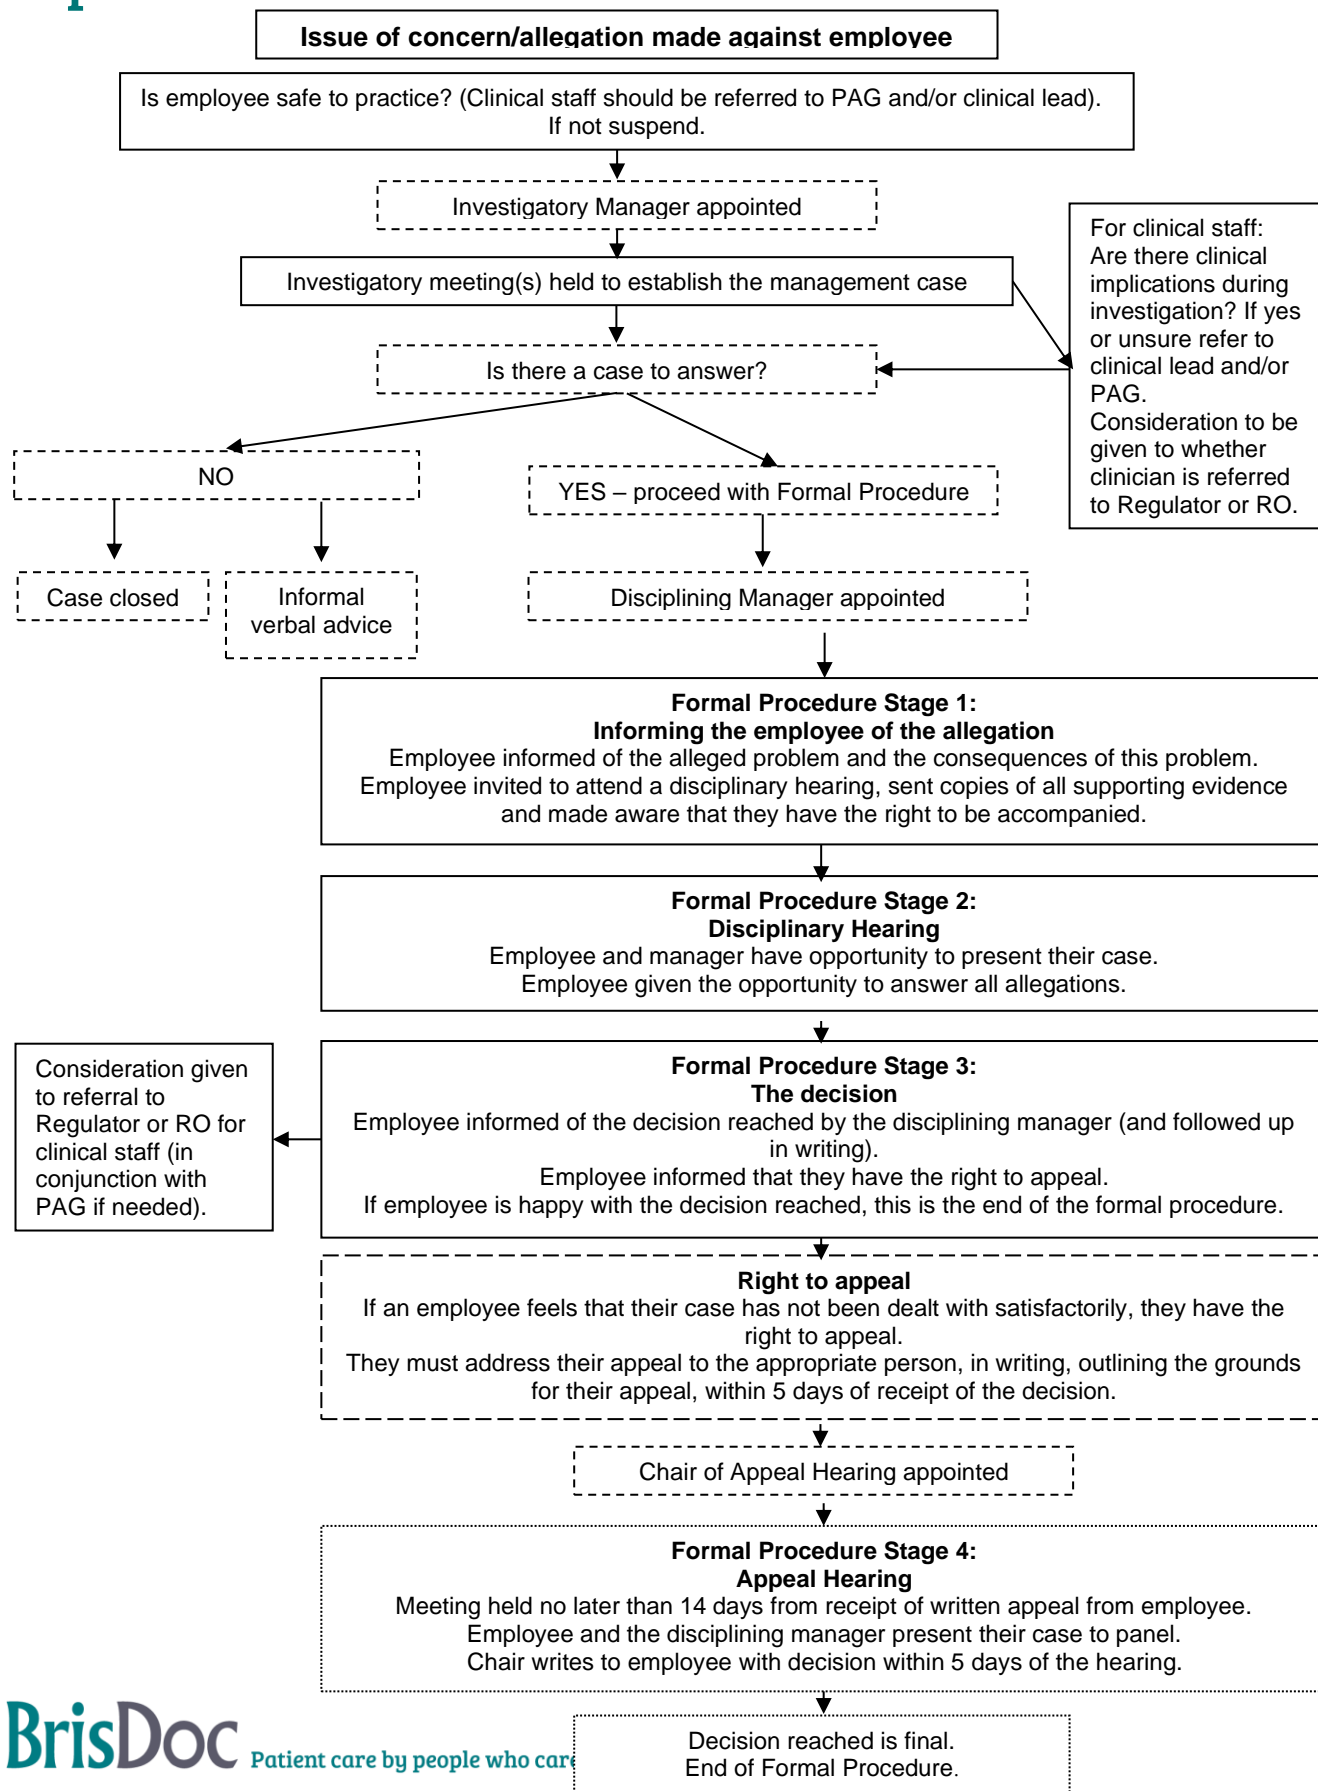 Issue of concern/allegation made against employee
Is employee safe to practice? (Clinical staff should be referred to PAG and/or clinical lead).
If not suspend.
Investigatory Manager appointed
For clinical staff:
Are there clinical
implications during
investigation? If yes
or unsure refer to
clinical lead and/or
PAG.
Consideration to be
given to whether
clinician is referred
to Regulator or RO.
Investigatory meeting(s) held to establish the management case
Is there a case to answer?
NO
YES – proceed with Formal Procedure
Case closed
Informal
verbal advice
Disciplining Manager appointed
Formal Procedure Stage 1:
Informing the employee of the allegation
Employee informed of the alleged problem and the consequences of this problem.
Employee invited to attend a disciplinary hearing, sent copies of all supporting evidence
and made aware that they have the right to be accompanied.
Formal Procedure Stage 2:
Disciplinary Hearing
Employee and manager have opportunity to present their case.
Employee given the opportunity to answer all allegations.
Consideration given
to referral to
Regulator or RO for
clinical staff (in
conjunction with
PAG if needed).
Formal Procedure Stage 3:
The decision
Employee informed of the decision reached by the disciplining manager (and followed up
in writing).
Employee informed that they have the right to appeal.
If employee is happy with the decision reached, this is the end of the formal procedure.
Right to appeal
If an employee feels that their case has not been dealt with satisfactorily, they have the
right to appeal.
They must address their appeal to the appropriate person, in writing, outlining the grounds
for their appeal, within 5 days of receipt of the decision.
Chair of Appeal Hearing appointed
Formal Procedure Stage 4:
Appeal Hearing
Meeting held no later than 14 days from receipt of written appeal from employee.
Employee and the disciplining manager present their case to panel.
Chair writes to employee with decision within 5 days of the hearing.
BrisDoc Patient care by people who care
Decision reached is final.
End of Formal Procedure.